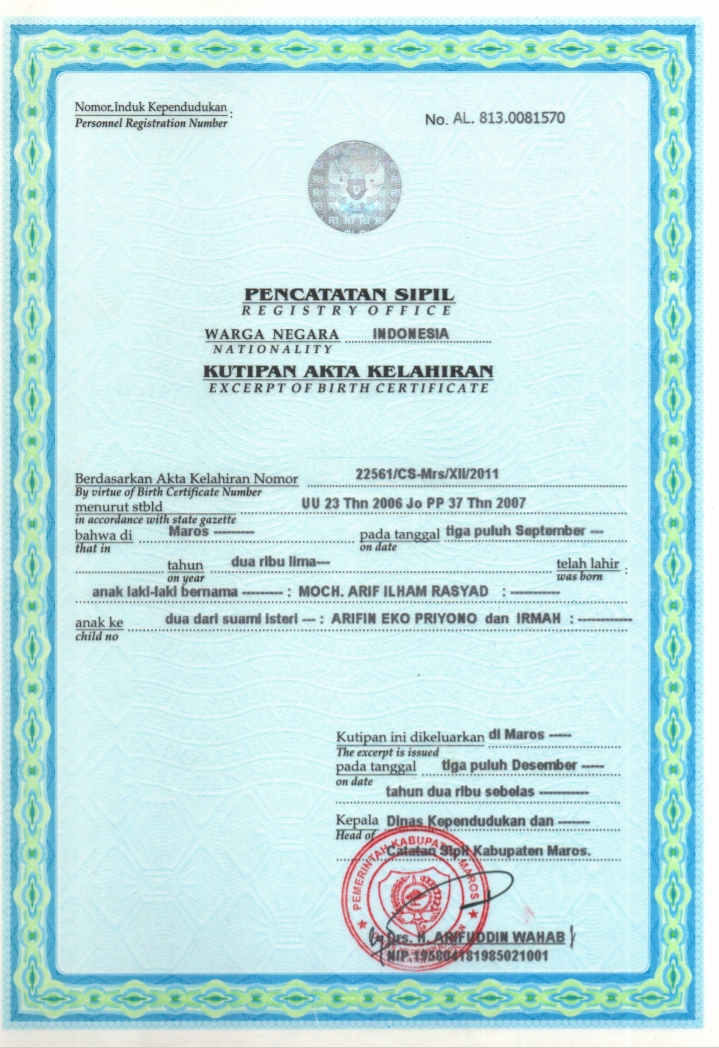 Nomor Induk Kependudukan :
Personnel Registration Number
No. AL. 813.0081570
PENCATATAN SIPIL
REGISTRY OFFICE
WARGA NEGARA INDONESIA
NATIONALITY
KUTIPAN AKTA KELAHIRAN
EXCERPT OF BIRTH CERTIFICATE
Berdasarkan Akta Kelahiran Nomor 22561/CS-Mrs/XII/2011
By virtue of Birth Certificate Number
menurut stbld UU 23 Thn 2006 Jo PP 37 Thn 2007
in accordance with state gazette
bahwa di Maros --------- pada tanggal tiga puluh September ---
that in on date
tahun dua ribu lima--- telah lahir :
on year was born
anak laki-laki bernama --------- : MOCH. ARIF ILHAM RASYAD : -----------
anak ke dua dari suami isteri --- : ARIFIN EKO PRIYONO dan IRMAH : ------------
child no
Kutipan ini dikeluarkan di Maros -----
The excerpt is issued
pada tanggal tiga puluh Desember -----
on date
tahun dua ribu sebelas -----------
Kepala Dinas Kependudukan dan -------
Head of
Catatan Sipil Kabupaten Maros.
PEMERINTAH KABUPATEN MAROS
Drs. H. ARIFUDDIN WAHAB
NIP.195804181985021001